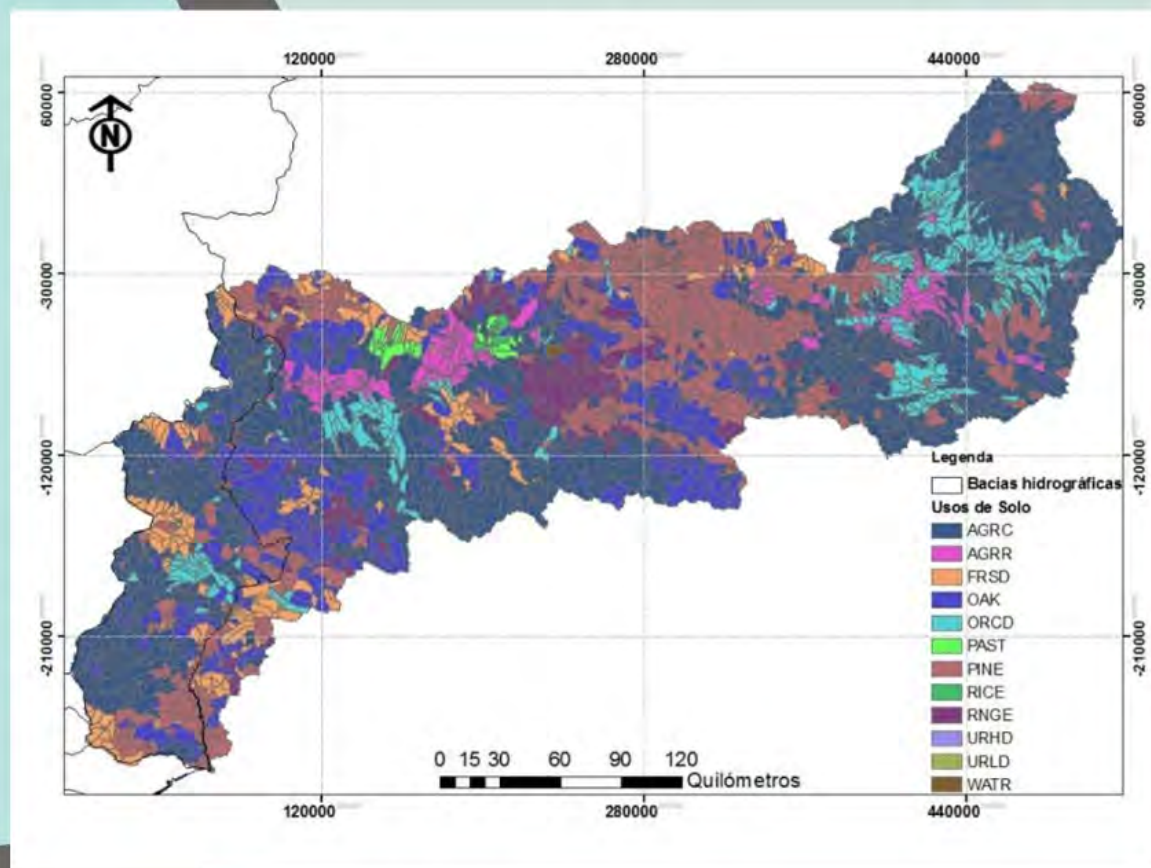 120000 280000 440000
60000 60000
N
-30000 -30000
-120000 -120000
-210000 -210000
Legenda
Bacias hidrográficas
Usos de Solo
AGRC
AGRR
FRSD
OAK
ORCD
PAST
PINE
RICE
RNGE
URHD
URLD
WATR
0 15 30 60 90 120
Quilómetros
120000 280000 440000